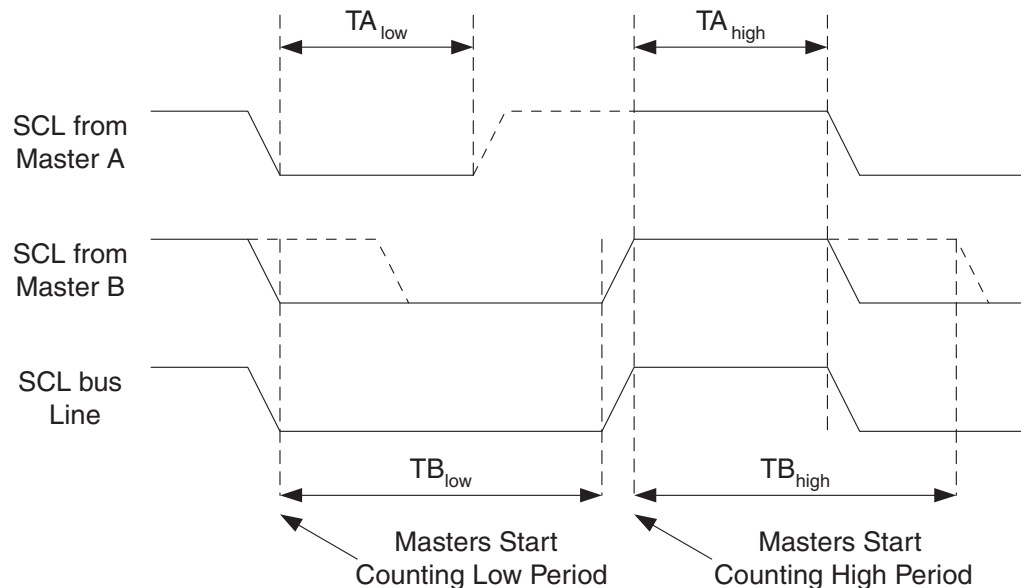 TA low
TA high
SCL from
Master A
SCL from
Master B
SCL bus
Line
TB low
TB high
Masters Start
Counting Low Period
Masters Start
Counting High Period